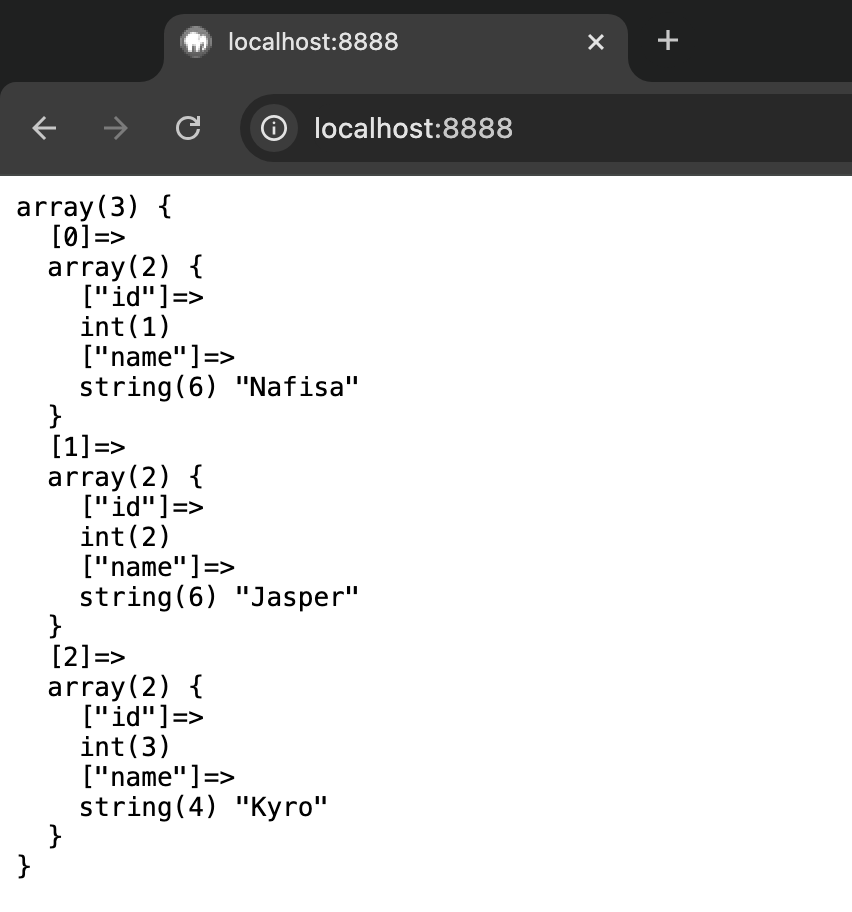 localhost:8888
localhost:8888
array(3) {
  [0]=>
  array(2) {
    ["id"]=>
    int(1)
    ["name"]=>
    string(6) "Nafisa"
  }
  [1]=>
  array(2) {
    ["id"]=>
    int(2)
    ["name"]=>
    string(6) "Jasper"
  }
  [2]=>
  array(2) {
    ["id"]=>
    int(3)
    ["name"]=>
    string(4) "Kyro"
  }
}